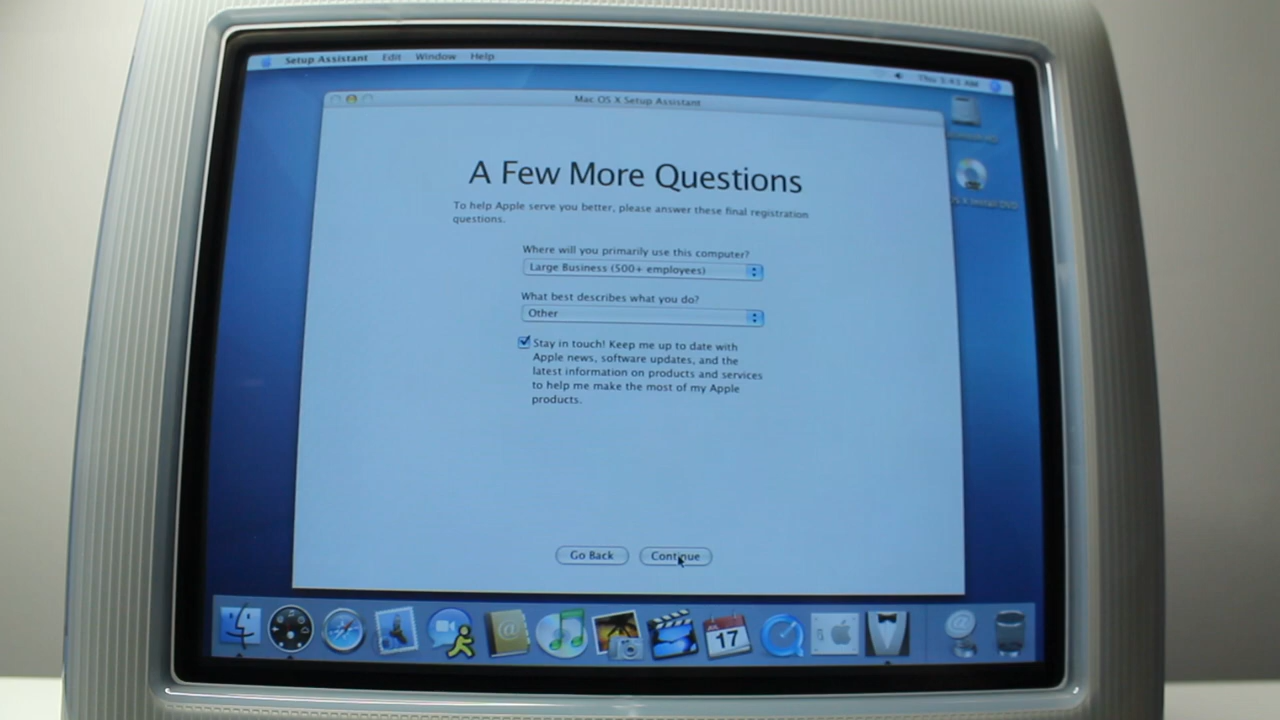 Setup Assistant Edit Window Help
Mac OS X Setup Assistant
A Few More Questions
To help Apple serve you better, please answer these final registration
questions.
Where will you primarily use this computer?
Large Business (500+ employees)
What best describes what you do?
Other
Stay in touch! Keep me up to date with
Apple news, software updates, and the
latest information on products and services
to help me make the most of my Apple
products.
Go Back Continue
OS X Install DVD
17